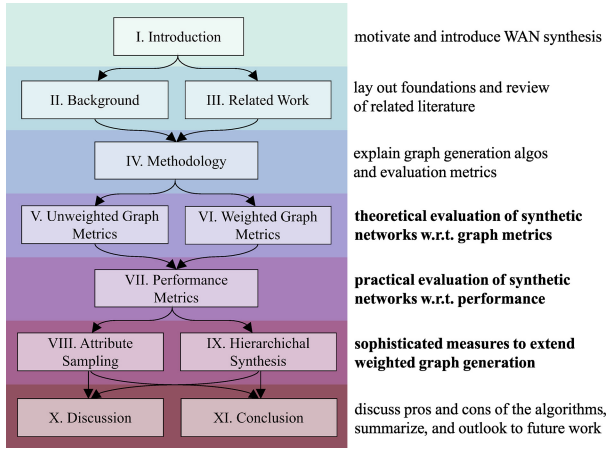 I. Introduction
motivate and introduce WAN synthesis
II. Background
III. Related Work
lay out foundations and review
of related literature
IV. Methodology
explain graph generation algos
and evaluation metrics
V. Unweighted Graph
Metrics
VI. Weighted Graph
Metrics
theoretical evaluation of synthetic
networks w.r.t. graph metrics
VII. Performance
Metrics
practical evaluation of synthetic
networks w.r.t. performance
VIII. Attribute
Sampling
IX. Hierarchichal
Synthesis
sophisticated measures to extend
weighted graph generation
X. Discussion
XI. Conclusion
discuss pros and cons of the algorithms,
summarize, and outlook to future work